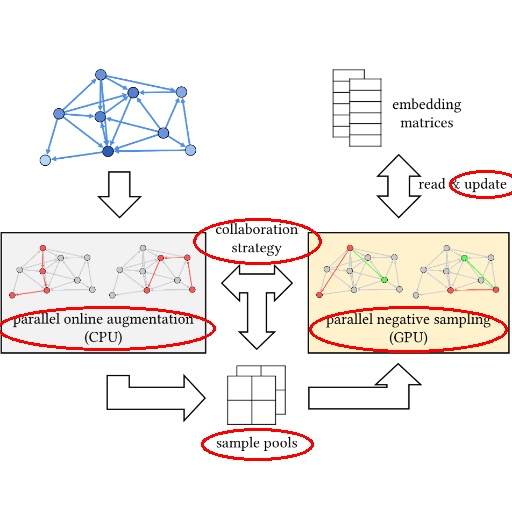 embedding
matrices
read & update
collaboration
strategy
parallel online augmentation
(CPU)
parallel negative sampling
(GPU)
sample pools